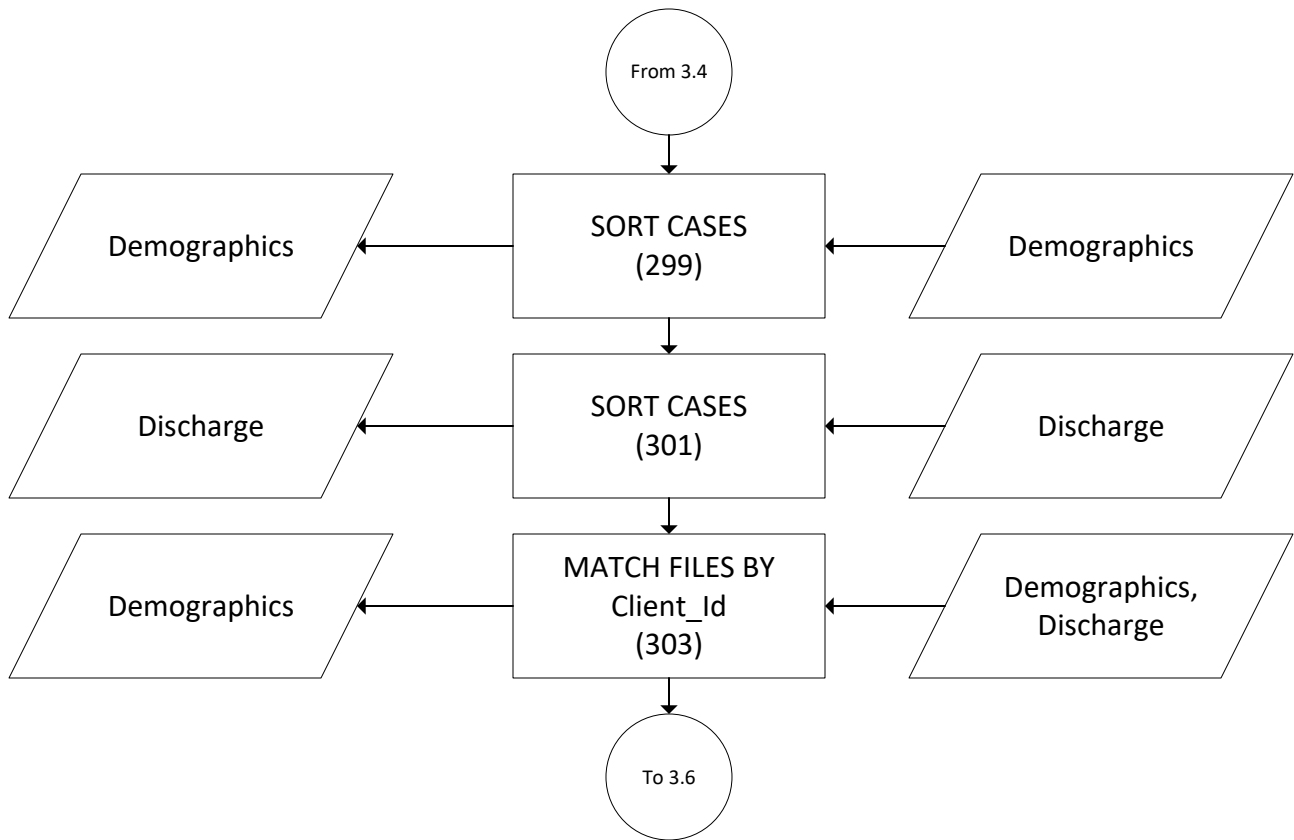 From 3.4
Demographics
SORT CASES
(299)
Demographics
Discharge
SORT CASES
(301)
Discharge
Demographics
MATCH FILES BY
Client_Id
(303)
Demographics,
Discharge
To 3.6